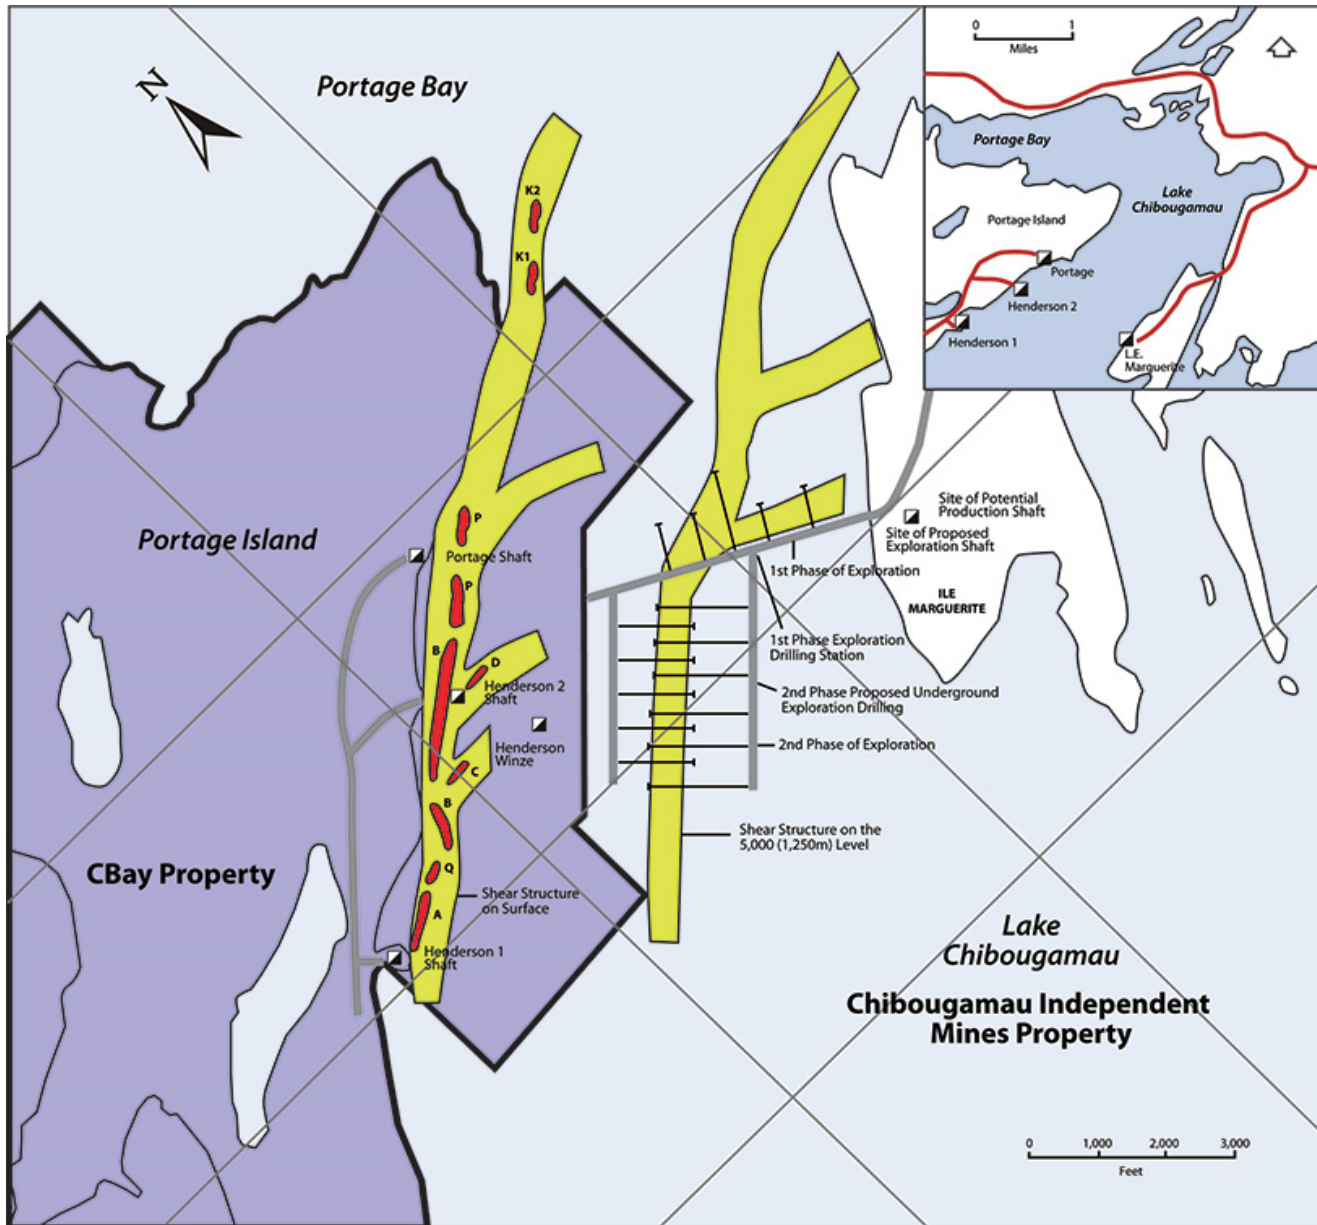 N
Portage Bay
0 1
Miles
Portage Bay
Lake
Chibougamau
Portage Island
Portage
Henderson 2
Henderson 1
L.E.
Marguerite
K2
K1
Portage Island
P
Portage Shaft
P
B
D
Henderson 2
Shaft
Henderson
Winze
C
B
Q
A
Shear Structure
on Surface
Henderson 1
Shaft
CBay Property
Site of Potential
Production Shaft
Site of Proposed
Exploration Shaft
1st Phase of Exploration
ILE
MARGUERITE
1st Phase Exploration
Drilling Station
2nd Phase Proposed Underground
Exploration Drilling
2nd Phase of Exploration
Shear Structure on the
5,000 (1,250m) Level
Lake
Chibougamau
Chibougamau Independent
Mines Property
0 1,000 2,000 3,000
Feet